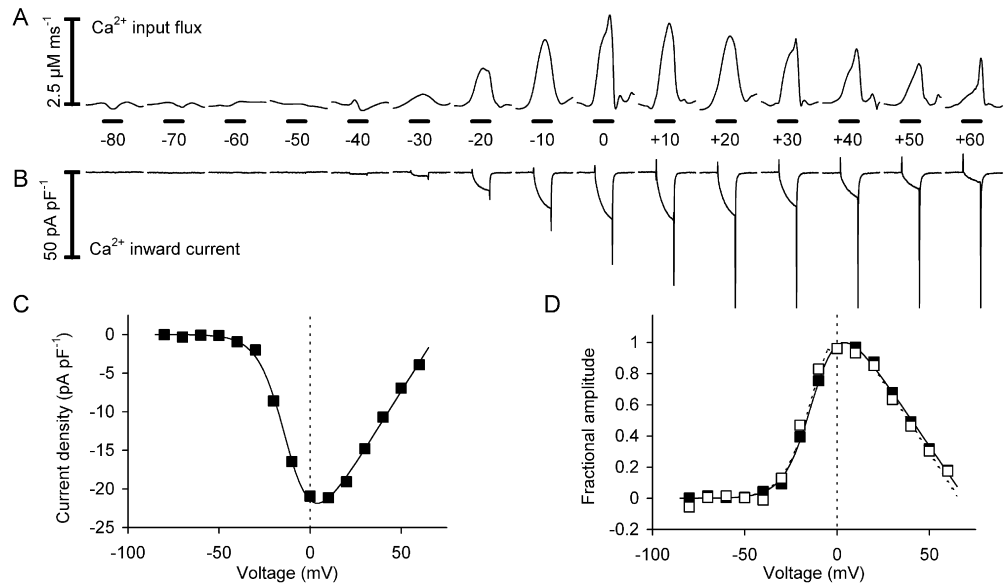 A
Ca²⁺ input flux
2.5 µM ms⁻¹
-80 -70 -60 -50 -40 -30 -20 -10 0 +10 +20 +30 +40 +50 +60
B
50 pA pF⁻¹
Ca²⁺ inward current
C
0
-5
-10
-15
-20
-25
Current density (pA pF⁻¹)
-100 -50 0 50
Voltage (mV)
D
1
0.8
0.6
0.4
0.2
0
-0.2
Fractional amplitude
-100 -50 0 50
Voltage (mV)